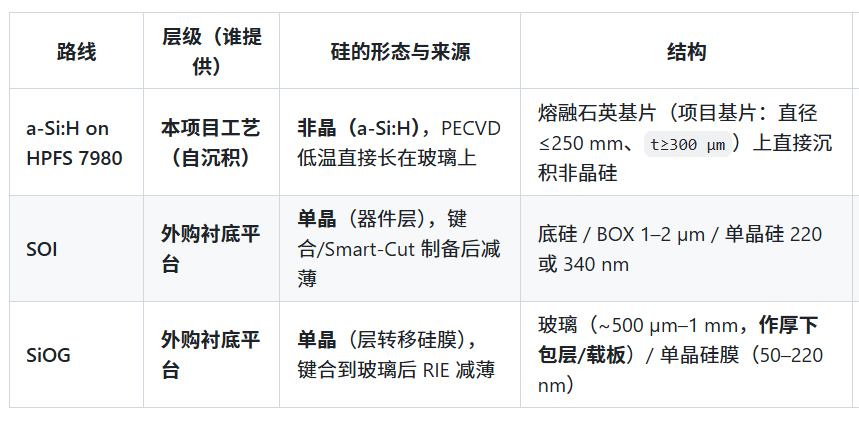 路线
层级（谁提
供）
硅的形态与来源
结构
a-Si:H on
HPFS 7980
本项目工艺
（自沉积）
非晶（a-Si:H），PECVD
低温直接长在玻璃上
熔融石英基片（项目基片：直径
≤250 mm、t≥300 μm）上直接沉
积非晶硅
SOI
外购衬底平
台
单晶（器件层），键
合/Smart-Cut 制备后减
薄
底硅 / BOX 1–2 μm / 单晶硅 220
或 340 nm
SiOG
外购衬底平
台
单晶（层转移硅膜），
键合到玻璃后 RIE 减薄
玻璃（~500 μm–1 mm，作厚下
包层/载板）/ 单晶硅膜（50–220
nm）